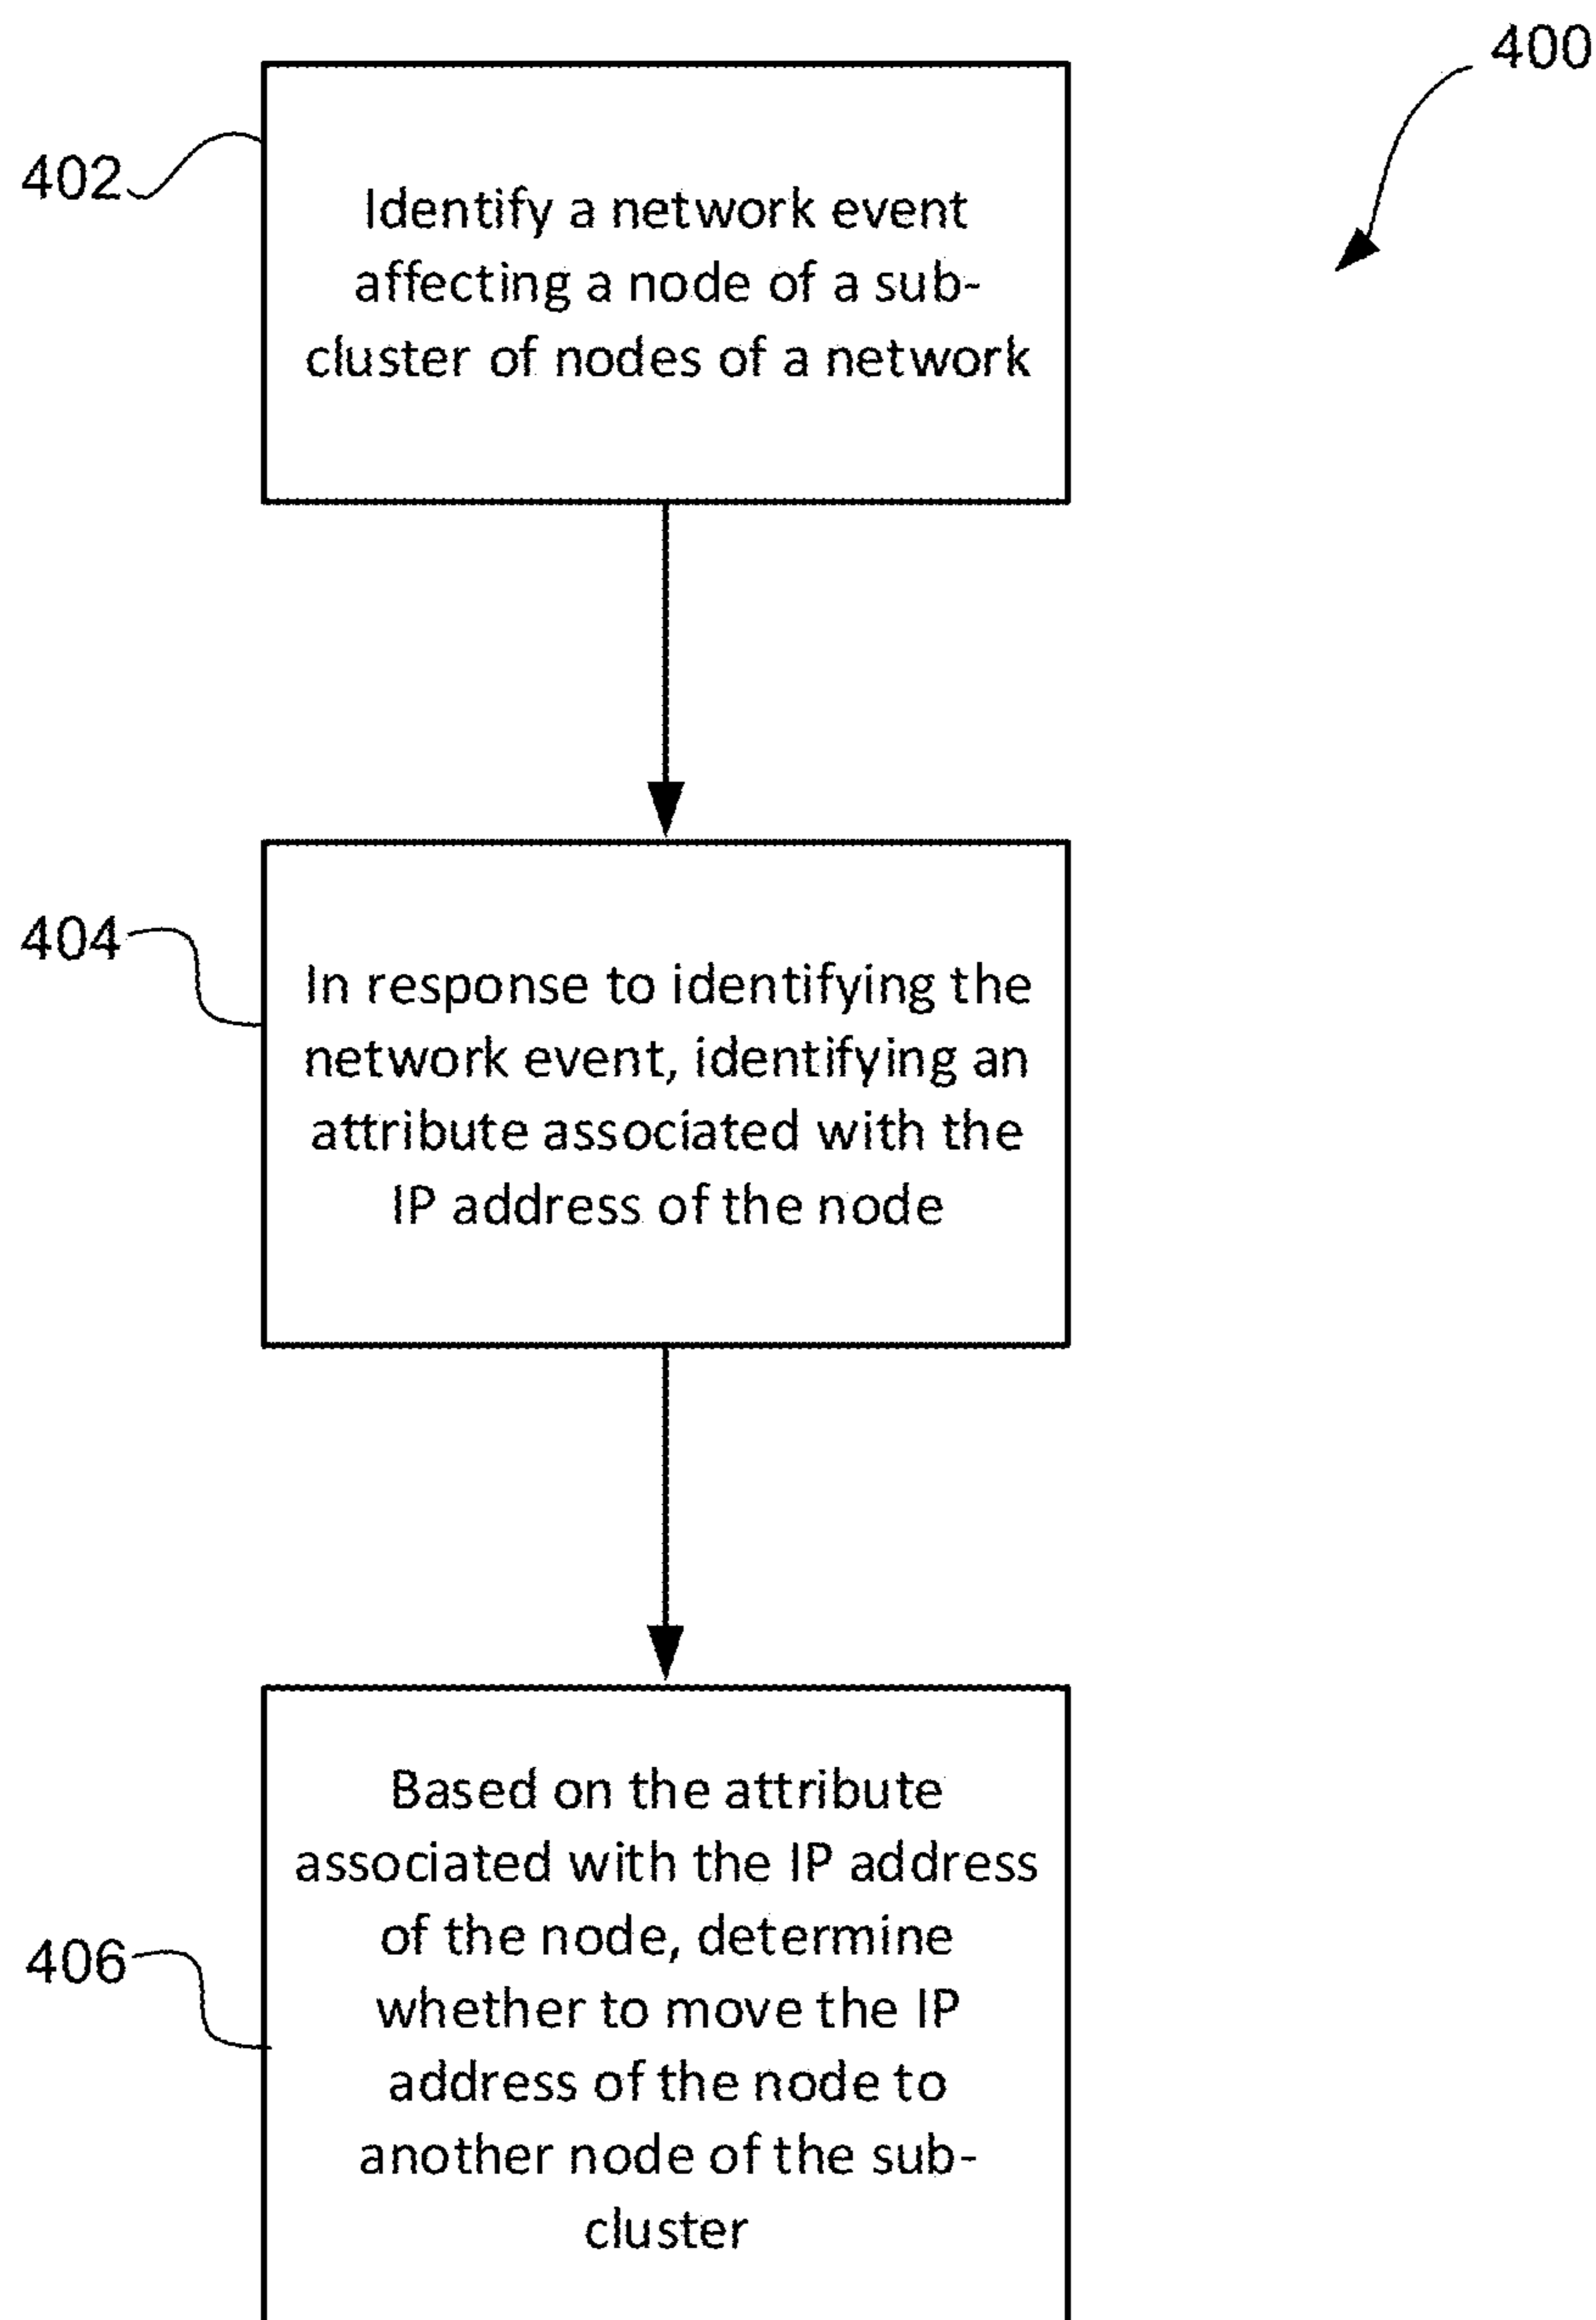 400
402
Identify a network event
affecting a node of a sub-
cluster of nodes of a network
404
In response to identifying the
network event, identifying an
attribute associated with the
IP address of the node
406
Based on the attribute
associated with the IP address
of the node, determine
whether to move the IP
address of the node to
another node of the sub-
cluster